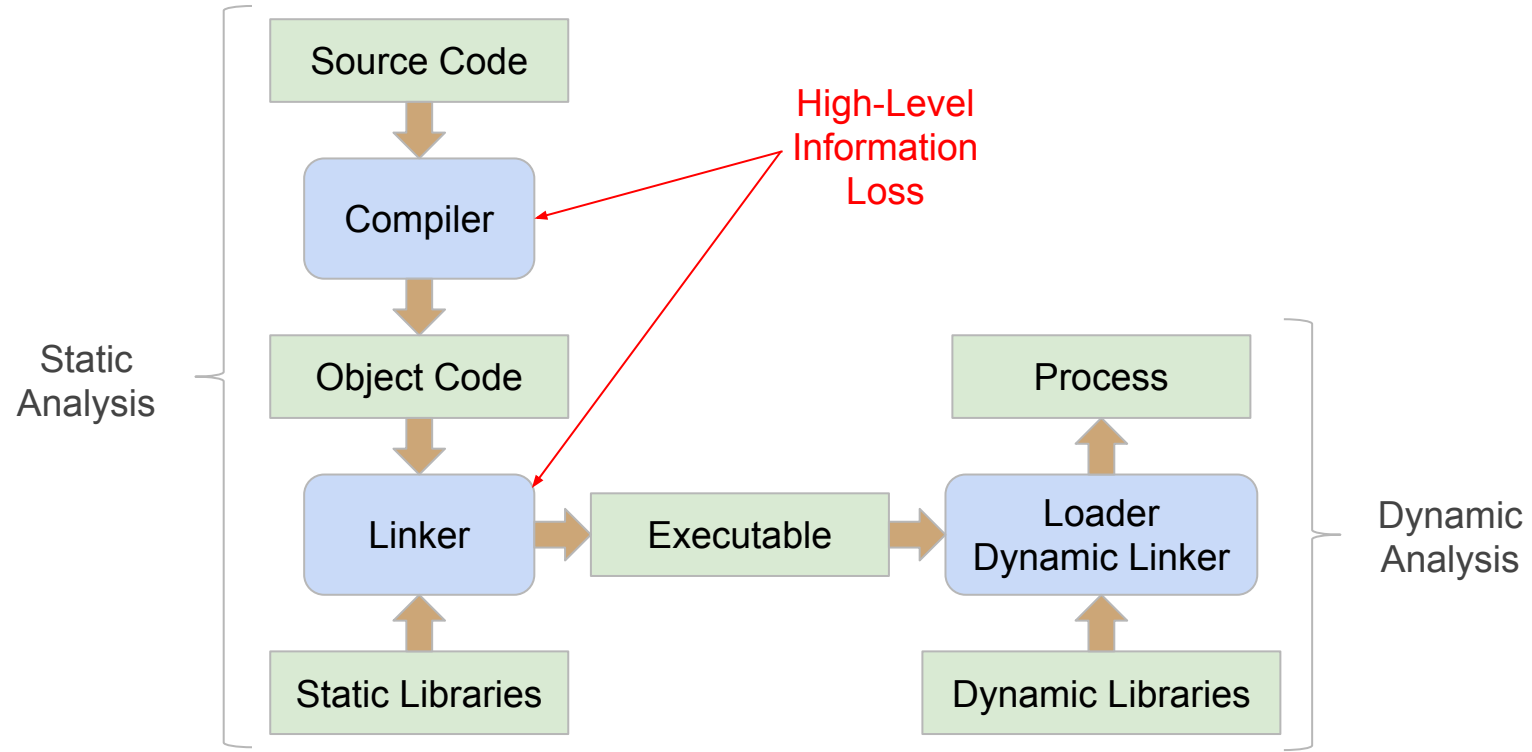 Source Code
High-Level
Information
Loss
Compiler
Static
Analysis
Object Code
Process
Linker
Executable
Loader
Dynamic Linker
Dynamic
Analysis
Static Libraries
Dynamic Libraries